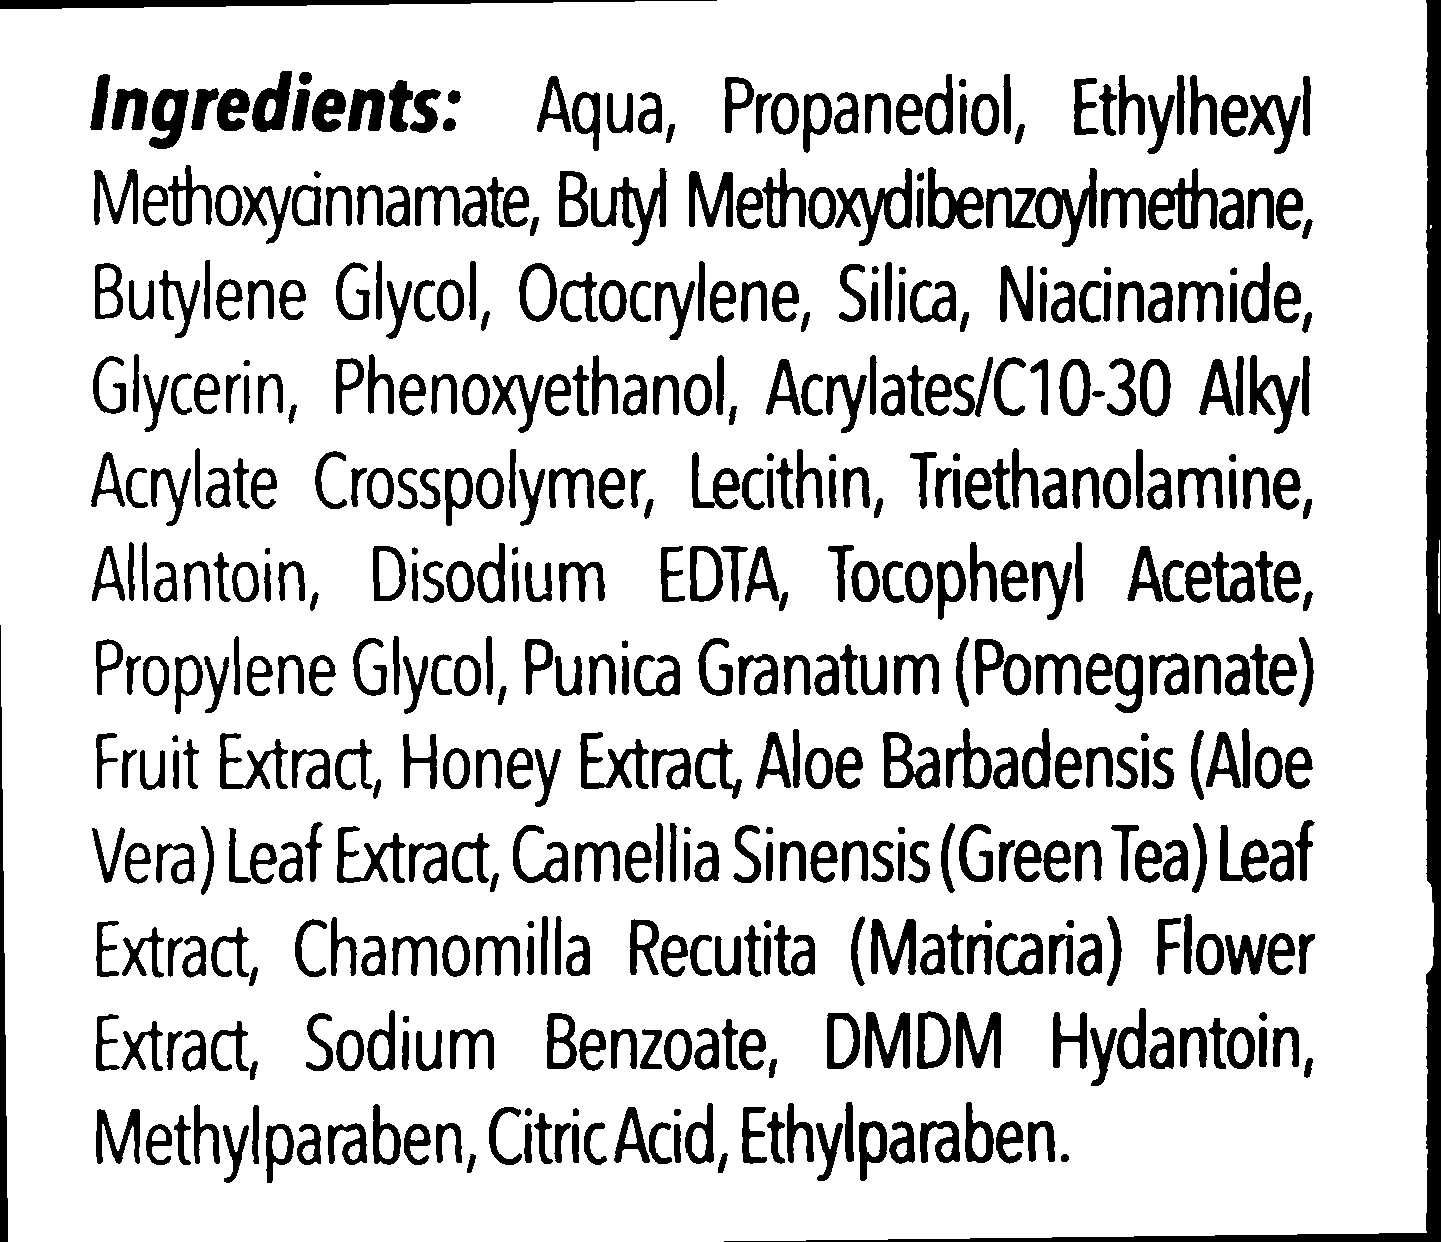 Ingredients: Aqua, Propanediol, Ethylhexyl
Methoxycinnamate, Butyl Methoxydibenzoylmethane,
Butylene Glycol, Octocrylene, Silica, Niacinamide,
Glycerin, Phenoxyethanol, Acrylates/C10-30 Alkyl
Acrylate Crosspolymer, Lecithin, Triethanolamine,
Allantoin, Disodium EDTA, Tocopheryl Acetate,
Propylene Glycol, Punica Granatum (Pomegranate)
Fruit Extract, Honey Extract, Aloe Barbadensis (Aloe
Vera) Leaf Extract, Camellia Sinensis (Green Tea) Leaf
Extract, Chamomilla Recutita (Matricaria) Flower
Extract, Sodium Benzoate, DMDM Hydantoin,
Methylparaben, Citric Acid, Ethylparaben.